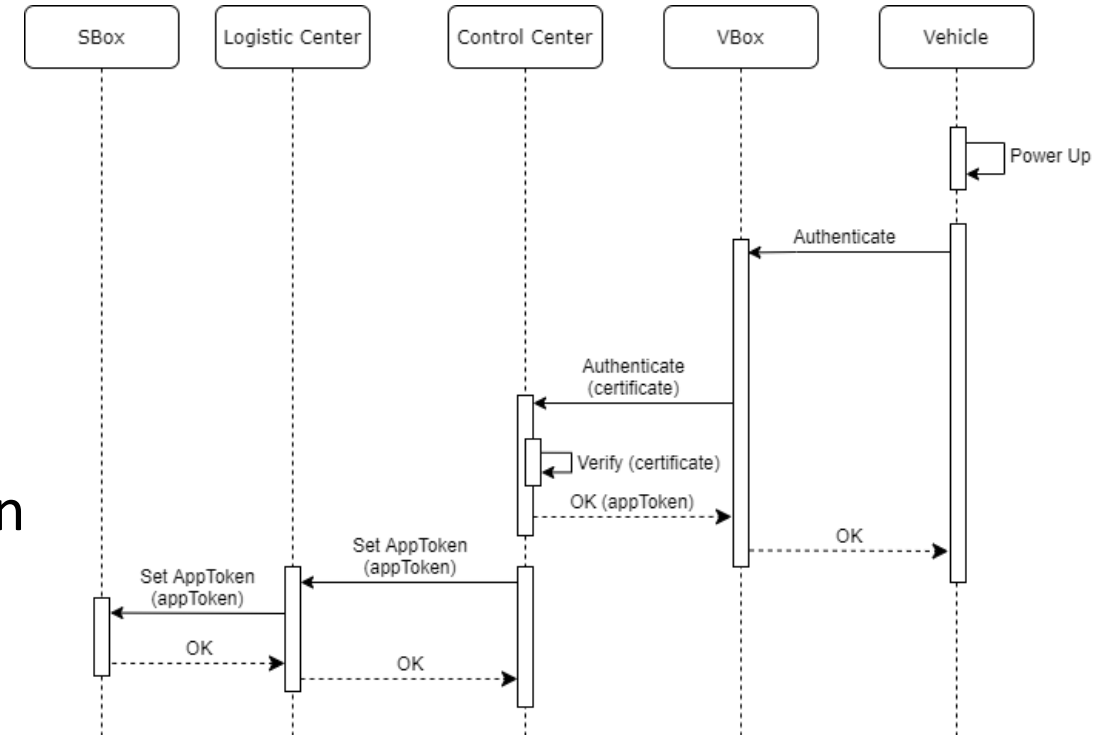 SBox
Logistic Center
Control Center
VBox
Vehicle
Power Up
Authenticate
Authenticate
(certificate)
Verify (certificate)
OK (appToken)
n
OK
Set AppToken
(appToken)
Set AppToken
(appToken)
OK
OK